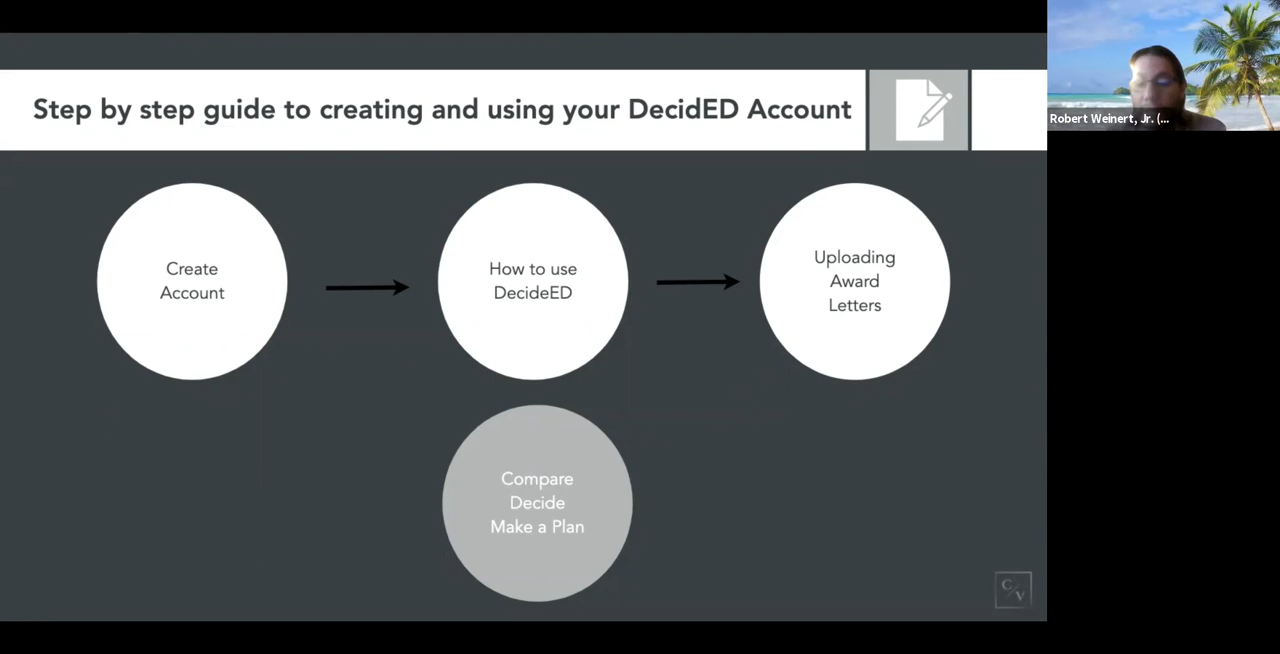 Step by step guide to creating and using your DecidED Account
Robert Weinert, Jr. (...
Create
Account
How to use
DecideED
Uploading
Award
Letters
Compare
Decide
Make a Plan
C/V